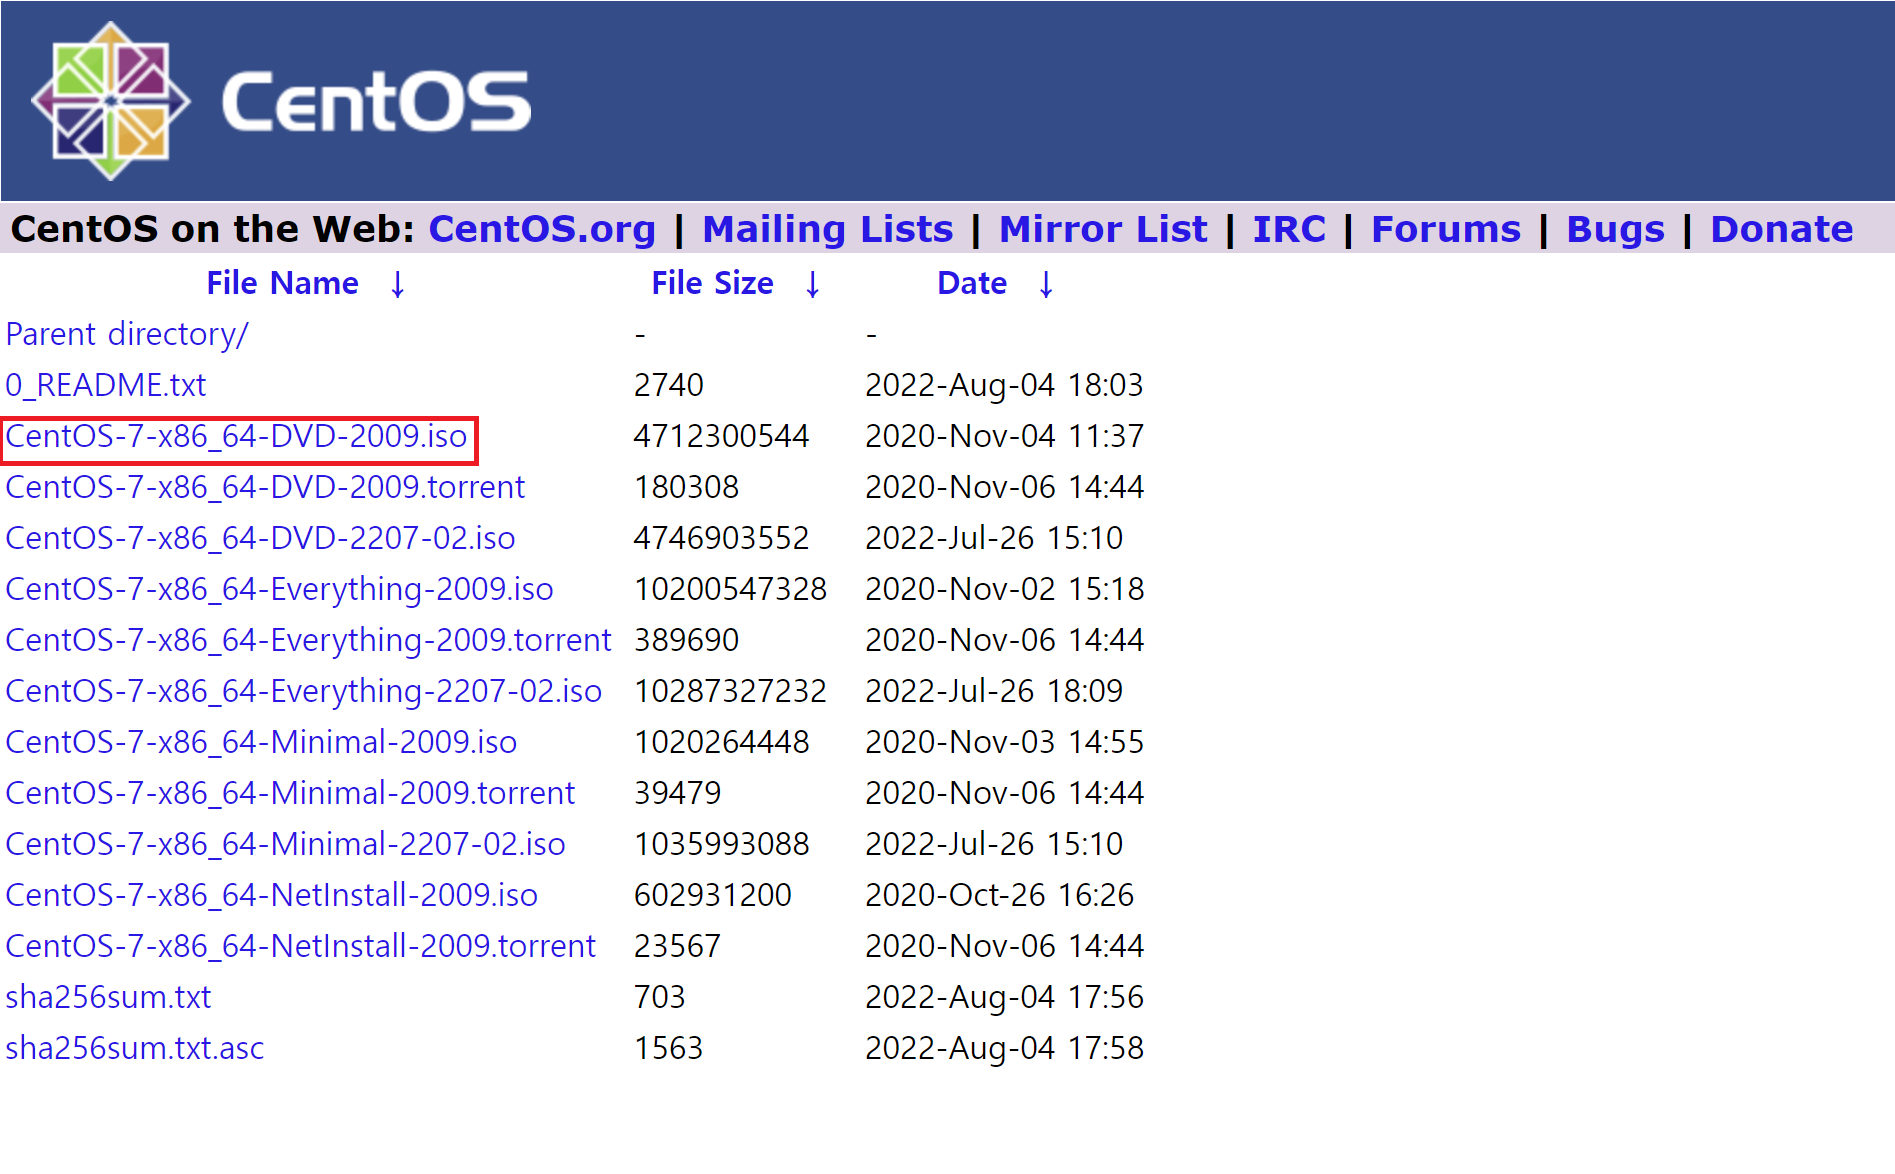 CentOS
CentOS on the Web: CentOS.org | Mailing Lists | Mirror List | IRC | Forums | Bugs | Donate
File Name ↓ File Size ↓ Date ↓
Parent directory/ - -
0_README.txt 2740 2022-Aug-04 18:03
CentOS-7-x86_64-DVD-2009.iso 4712300544 2020-Nov-04 11:37
CentOS-7-x86_64-DVD-2009.torrent 180308 2020-Nov-06 14:44
CentOS-7-x86_64-DVD-2207-02.iso 4746903552 2022-Jul-26 15:10
CentOS-7-x86_64-Everything-2009.iso 10200547328 2020-Nov-02 15:18
CentOS-7-x86_64-Everything-2009.torrent 389690 2020-Nov-06 14:44
CentOS-7-x86_64-Everything-2207-02.iso 10287327232 2022-Jul-26 18:09
CentOS-7-x86_64-Minimal-2009.iso 1020264448 2020-Nov-03 14:55
CentOS-7-x86_64-Minimal-2009.torrent 39479 2020-Nov-06 14:44
CentOS-7-x86_64-Minimal-2207-02.iso 1035993088 2022-Jul-26 15:10
CentOS-7-x86_64-NetInstall-2009.iso 602931200 2020-Oct-26 16:26
CentOS-7-x86_64-NetInstall-2009.torrent 23567 2020-Nov-06 14:44
sha256sum.txt 703 2022-Aug-04 17:56
sha256sum.txt.asc 1563 2022-Aug-04 17:58